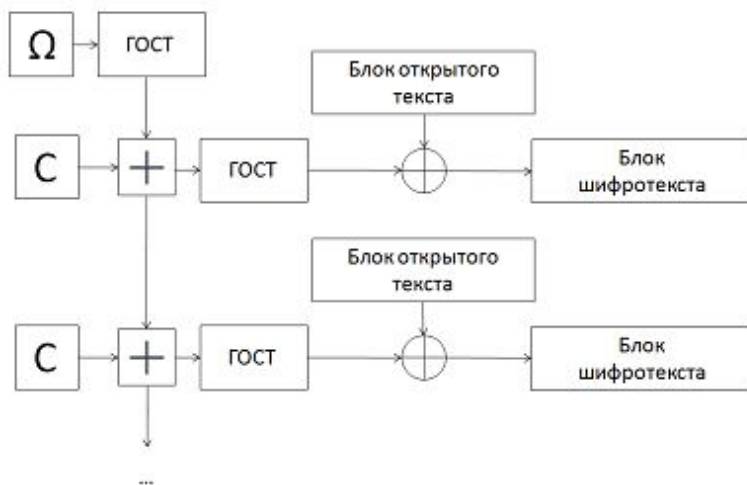 Ω
ГОСТ
Блок открытого
текста
С
+
ГОСТ
Блок
шифротекста
Блок открытого
текста
С
+
ГОСТ
Блок
шифротекста
...